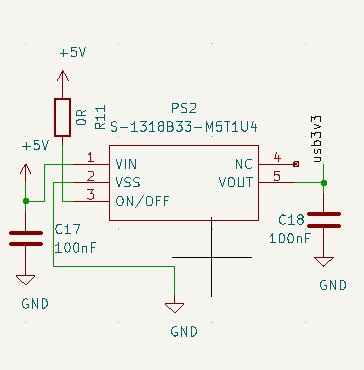 +5V
0R
R11
PS2
S-1318B33-M5T1U4
+5V
1
VIN
NC
4
usb3v3
2
VSS
VOUT
5
3
ON/OFF
C17
100nF
C18
100nF
GND
GND
GND